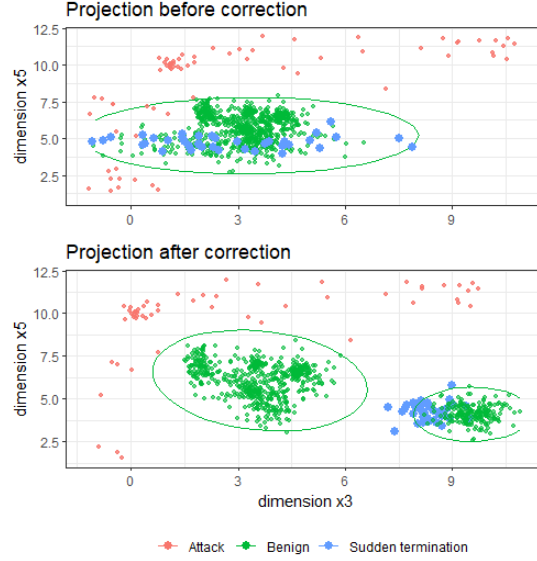 Projection before correction
12.5
10.0
7.5
5.0
2.5
dimension x5
0 3 6 9
Projection after correction
12.5
10.0
7.5
5.0
2.5
dimension x5
0 3 6 9
dimension x3
Attack Benign Sudden termination